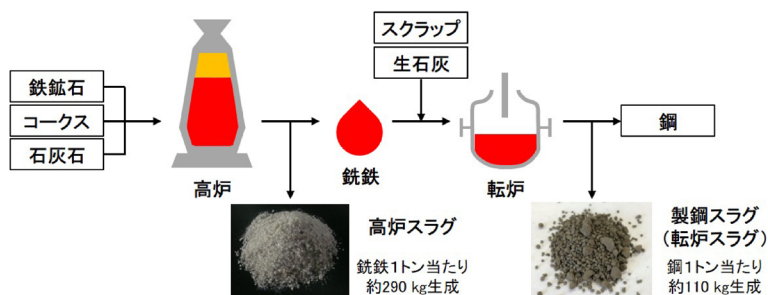 スクラップ
生石灰
鉄鉱石
コークス
石灰石
高炉
銑鉄
転炉
鋼
高炉スラグ
銑鉄1トン当たり
約290 kg生成
製鋼スラグ
(転炉スラグ)
鋼1トン当たり
約110 kg生成